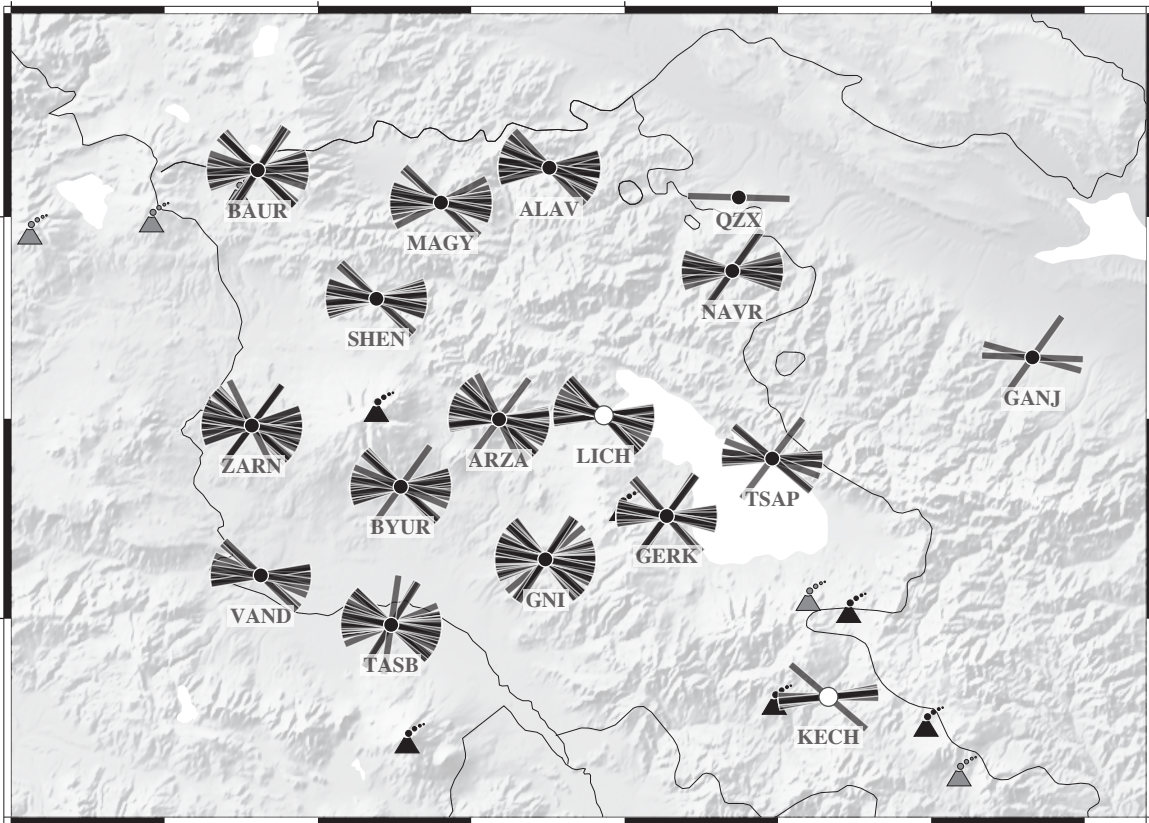 BAUR
ALAV
QZX
MAGY
NAVR
SHEN
GANJ
LICH
ARZA
ZARN
TSAP
BYUR
GERK
GNI
VAND
TASB
KECH